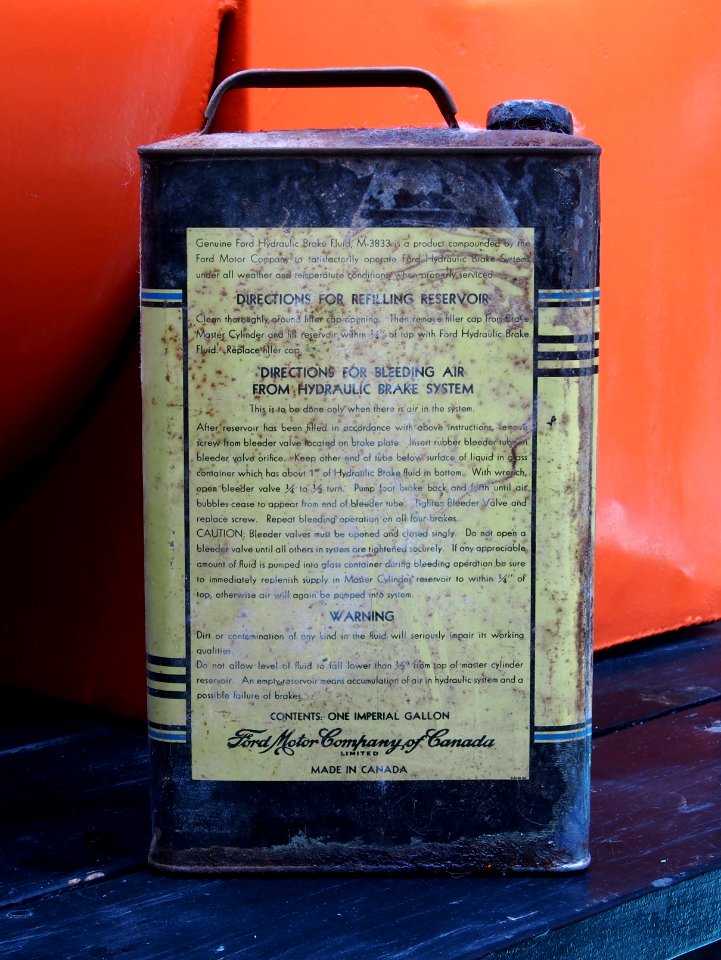 Genuine Ford Hydraulic Brake Fluid, M-3833 is a product compounded by the
Ford Motor Company to satisfactorily operate Ford Hydraulic Brake Systems
under all weather and temperature conditions when properly serviced.
DIRECTIONS FOR REFILLING RESERVOIR
Clean thoroughly around filler cap opening. Then remove filler cap from Brake
Master Cylinder and fill reservoir within ¼" of top with Ford Hydraulic Brake
Fluid. Replace filler cap.
DIRECTIONS FOR BLEEDING AIR
FROM HYDRAULIC BRAKE SYSTEM
This is to be done only when there is air in the system.
After reservoir has been filled in accordance with above instructions, remove
screw from bleeder valve located on brake plate. Insert rubber bleeder tube in
bleeder valve orifice. Keep other end of tube below surface of liquid in glass
container which has about 1" of Hydraulic Brake fluid in bottom. With wrench,
open bleeder valve ¼ to ½ turn. Pump foot brake back and forth until air
bubbles cease to appear from end of bleeder tube. Tighten Bleeder Valve and
replace screw. Repeat bleeding operation on all four brakes.
CAUTION; Bleeder valves must be opened and closed singly. Do not open a
bleeder valve until all others in system are tightened securely. If any appreciable
amount of fluid is pumped into glass container during bleeding operation be sure
to immediately replenish supply in Master Cylinder reservoir to within ¼" of
top, otherwise air will again be pumped into system.
WARNING
Dirt or contamination of any kind in the fluid will seriously impair its working
qualities.
Do not allow level of fluid to fall lower than from top of master cylinder
reservoir. An empty reservoir means accumulation of air in hydraulic system and a
possible failure of brakes.
CONTENTS: ONE IMPERIAL GALLON
Ford Motor Company of Canada
LIMITED
MADE IN CANADA